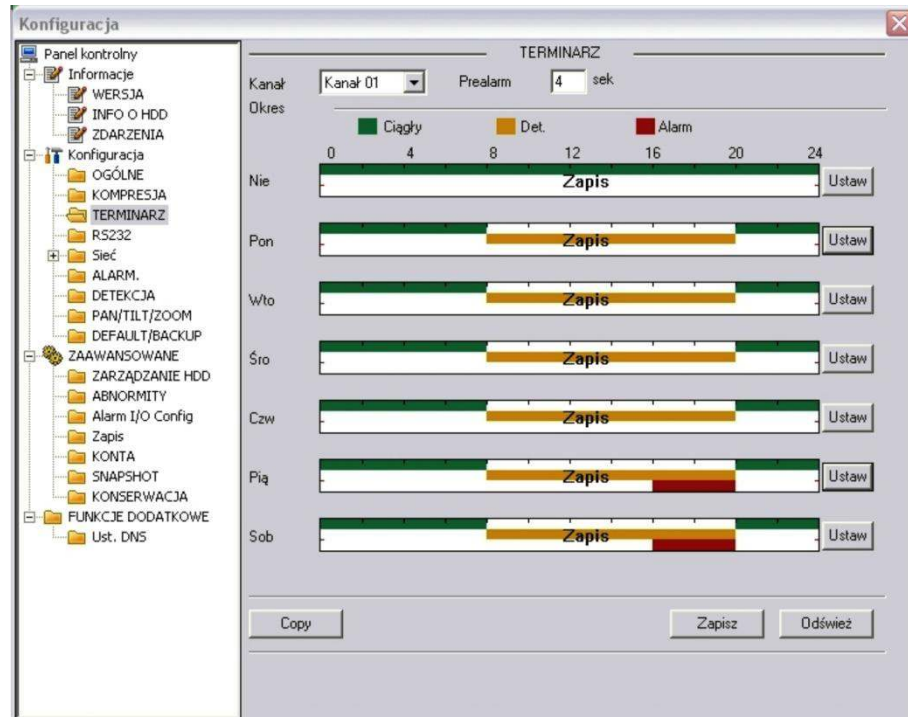 Konfiguracja
Panel kontrolny
Informacje
WERSJA
INFO O HDD
ZDARZENIA
Konfiguracja
OGÓLNE
KOMPRESJA
TERMINARZ
RS232
Sieć
ALARM.
DETEKCJA
PAN/TILT/ZOOM
DEFAULT/BACKUP
ZAAWANSOWANE
ZARZĄDZANIE HDD
ABNORMITY
Alarm I/O Config
Zapis
KONTA
SNAPSHOT
KONSERWACJA
FUNKCJE DODATKOWE
Ust. DNS
TERMINARZ
Kanał Kanał 01 Prealarm 4 sek
Okres
Ciągły Det. Alarm
0 4 8 12 16 20 24
Nie Zapis Ustaw
Pon Zapis Ustaw
Wto Zapis Ustaw
Śro Zapis Ustaw
Czw Zapis Ustaw
Pią Zapis Ustaw
Sob Zapis Ustaw
Copy Zapisz Odśwież